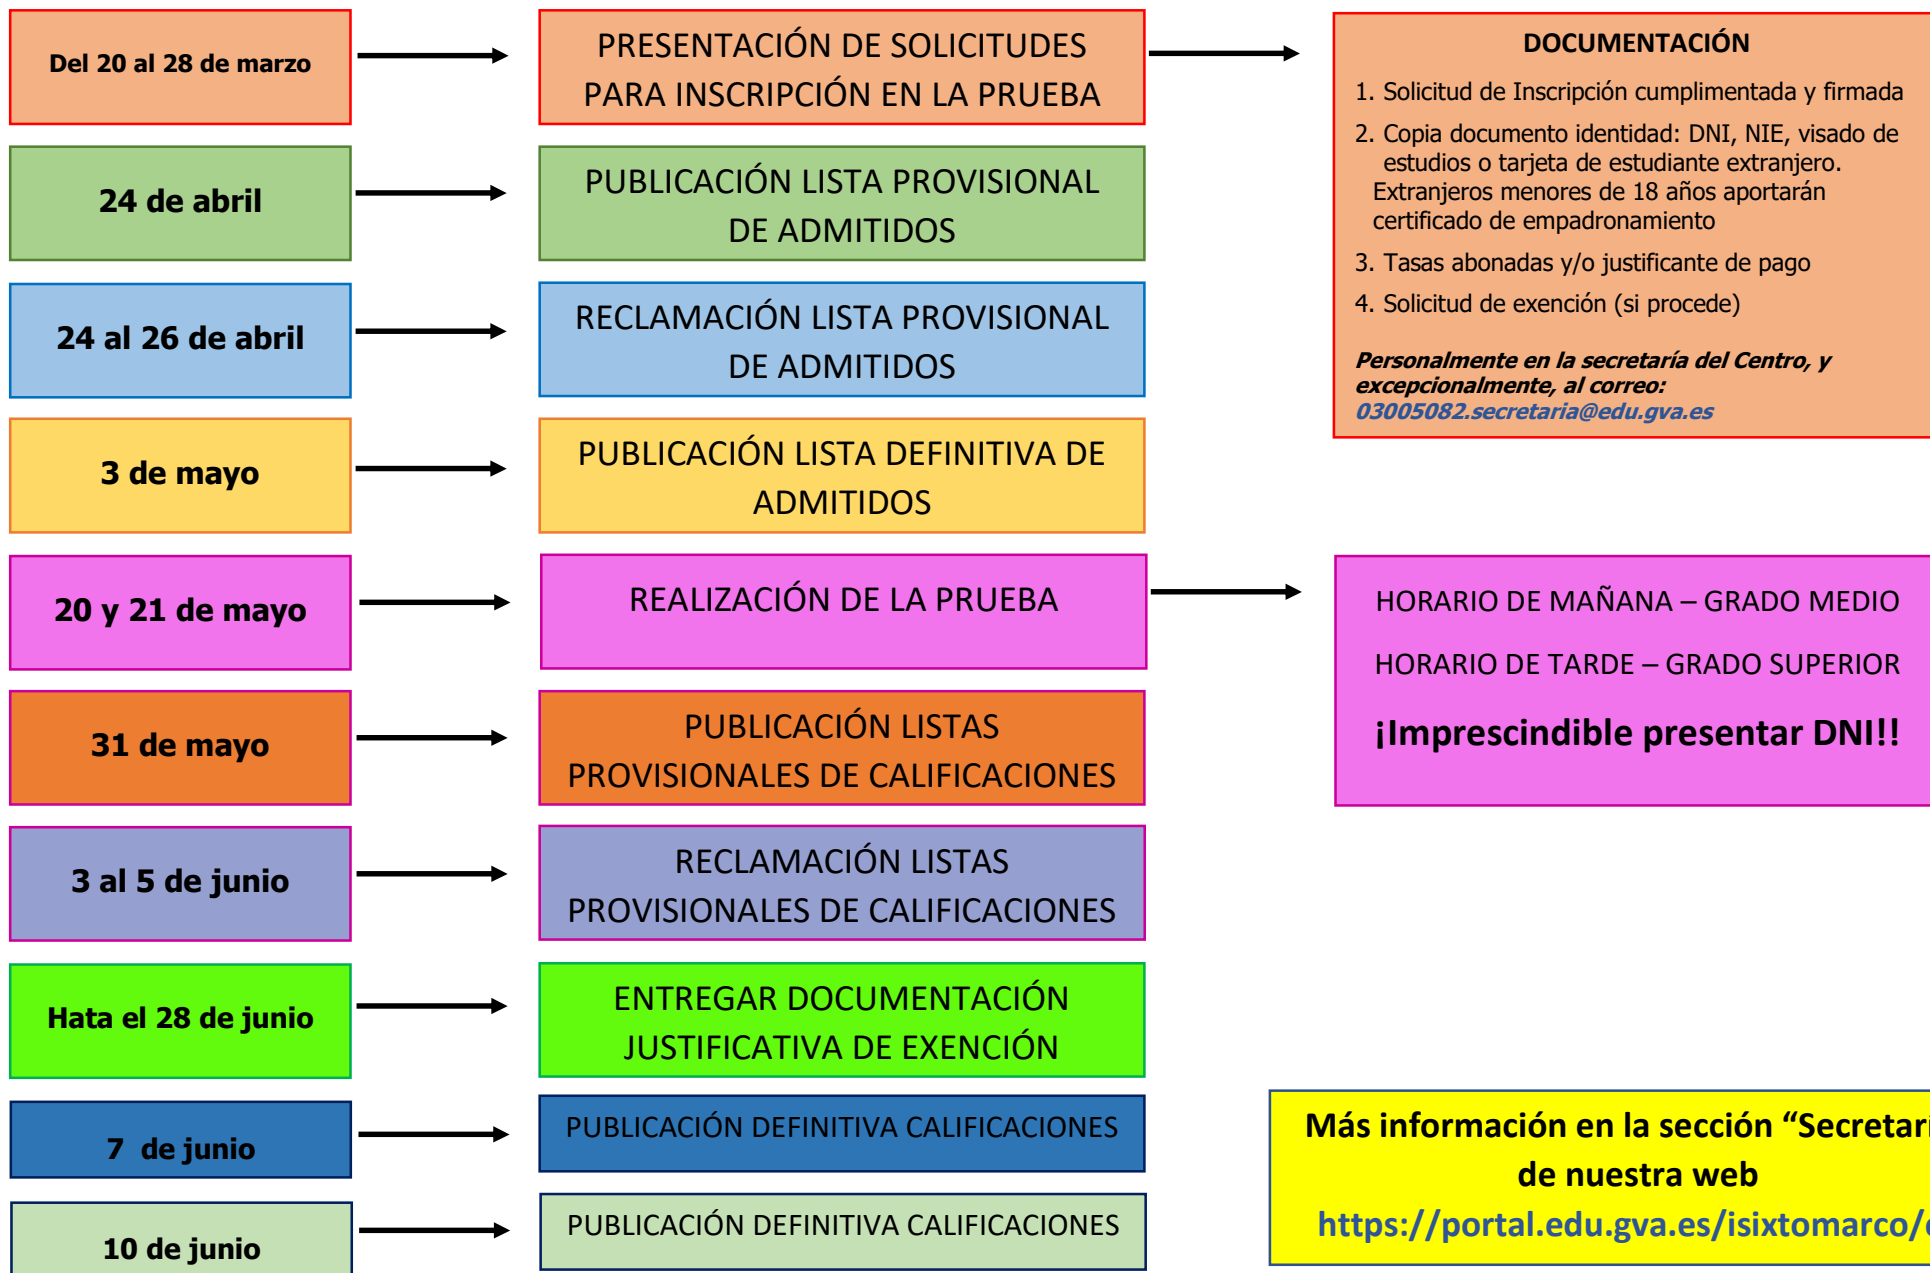 Del 20 al 28 de marzo
PRESENTACIÓN DE SOLICITUDES
PARA INSCRIPCIÓN EN LA PRUEBA
DOCUMENTACIÓN
1. Solicitud de Inscripción cumplimentada y firmada
2. Copia documento identidad: DNI, NIE, visado de
estudios o tarjeta de estudiante extranjero.
Extranjeros menores de 18 años aportarán
certificado de empadronamiento
3. Tasas abonadas y/o justificante de pago
4. Solicitud de exención (si procede)
Personalmente en la secretaría del Centro, y
excepcionalmente, al correo:
03005082.secretaria@edu.gva.es
24 de abril
PUBLICACIÓN LISTA PROVISIONAL
DE ADMITIDOS
24 al 26 de abril
RECLAMACIÓN LISTA PROVISIONAL
DE ADMITIDOS
3 de mayo
PUBLICACIÓN LISTA DEFINITIVA DE
ADMITIDOS
20 y 21 de mayo
REALIZACIÓN DE LA PRUEBA
HORARIO DE MAÑANA – GRADO MEDIO
HORARIO DE TARDE – GRADO SUPERIOR
¡Imprescindible presentar DNI!!
31 de mayo
PUBLICACIÓN LISTAS
PROVISIONALES DE CALIFICACIONES
3 al 5 de junio
RECLAMACIÓN LISTAS
PROVISIONALES DE CALIFICACIONES
Hata el 28 de junio
ENTREGAR DOCUMENTACIÓN
JUSTIFICATIVA DE EXENCIÓN
7 de junio
PUBLICACIÓN DEFINITIVA CALIFICACIONES
10 de junio
PUBLICACIÓN DEFINITIVA CALIFICACIONES
Más información en la sección “Secretarí
de nuestra web
https://portal.edu.gva.es/isixtomarco/